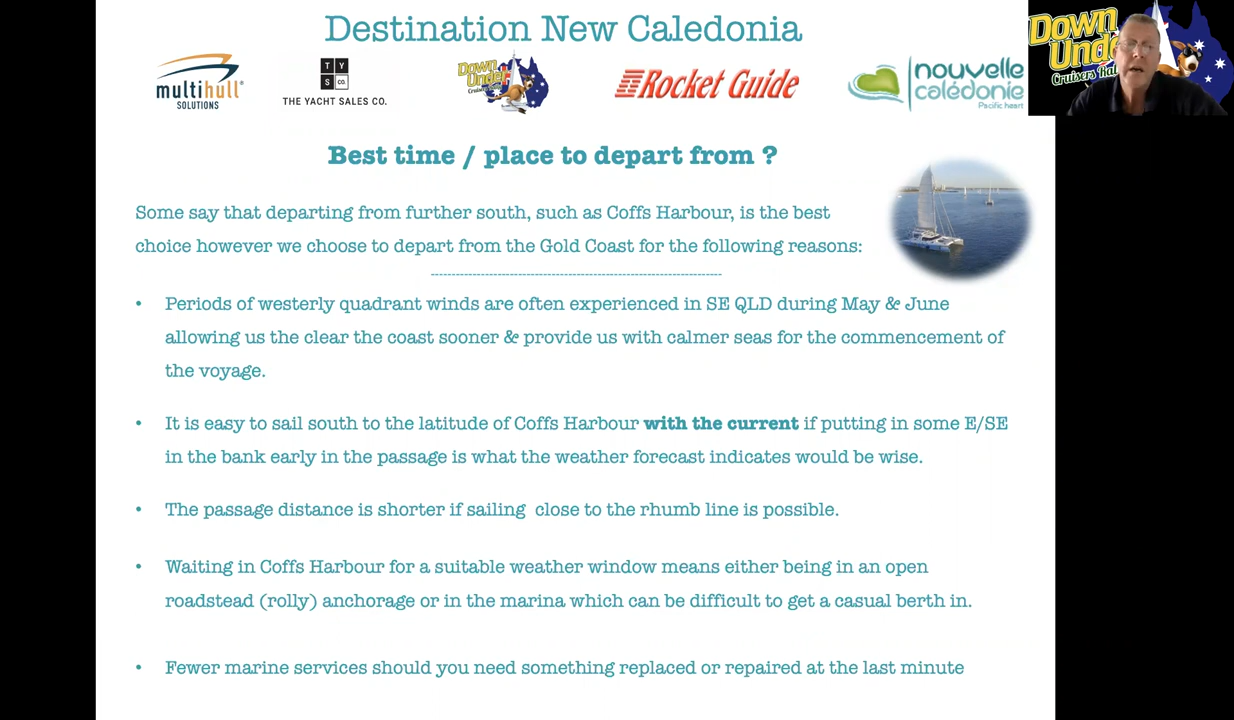 Destination New Caledonia
multihull®
SOLUTIONS
T Y
S CO.
THE YACHT SALES CO.
Down
Under
Rocket Guide
nouvelle
calédonie
Pacific heart
Down
Under
Cruisers
Best time / place to depart from ?
Some say that departing from further south, such as Coffs Harbour, is the best
choice however we choose to depart from the Gold Coast for the following reasons:
• Periods of westerly quadrant winds are often experienced in SE QLD during May & June
allowing us the clear the coast sooner & provide us with calmer seas for the commencement of
the voyage.
• It is easy to sail south to the latitude of Coffs Harbour with the current if putting in some E/SE
in the bank early in the passage is what the weather forecast indicates would be wise.
• The passage distance is shorter if sailing close to the rhumb line is possible.
• Waiting in Coffs Harbour for a suitable weather window means either being in an open
roadstead (rolly) anchorage or in the marina which can be difficult to get a casual berth in.
• Fewer marine services should you need something replaced or repaired at the last minute